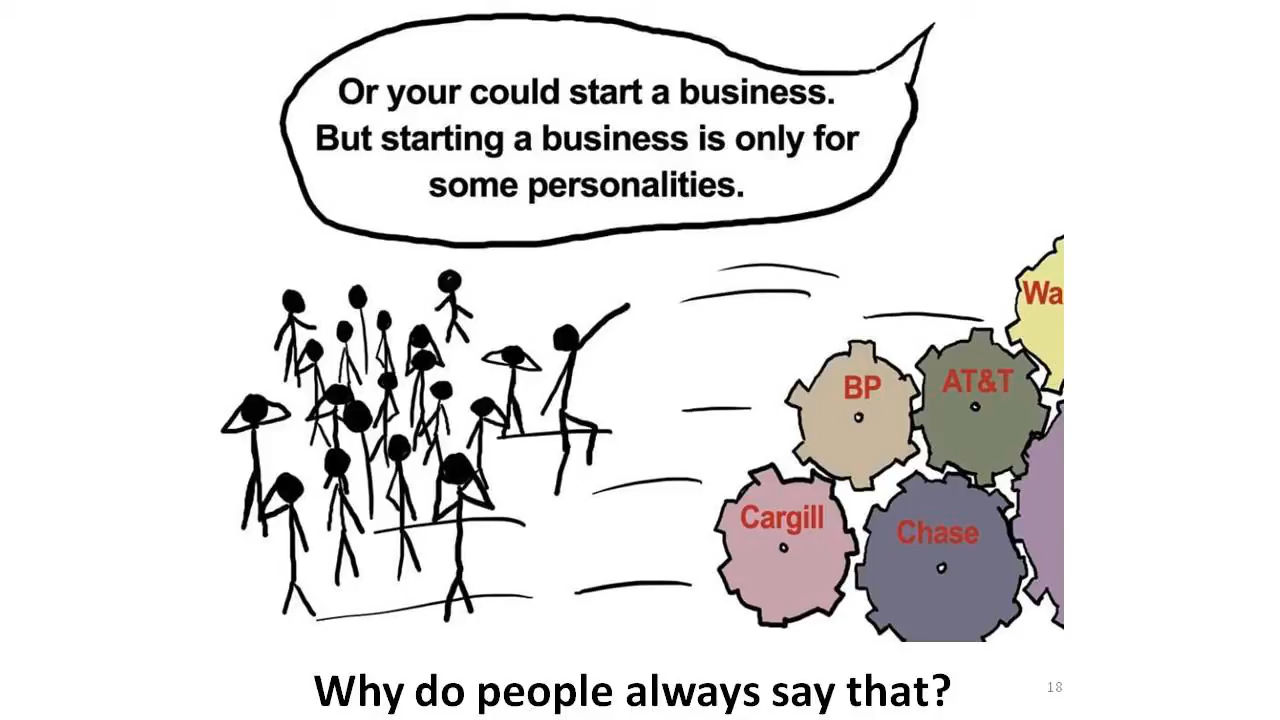 Or your could start a business.
But starting a business is only for
some personalities.
Wa
BP
AT&T
Cargill
Chase
Why do people always say that?
18